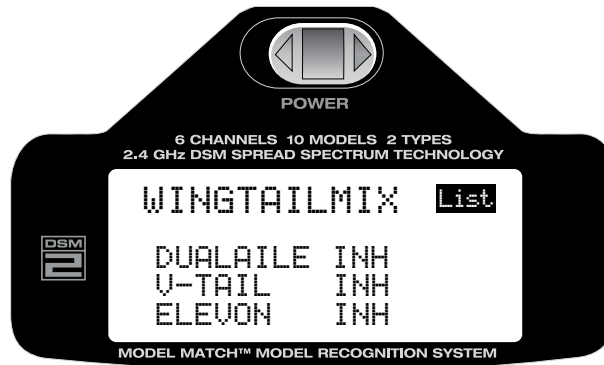 POWER
6 CHANNELS 10 MODELS 2 TYPES
2.4 GHz DSM SPREAD SPECTRUM TECHNOLOGY
WINGTAILMIX List
DSM
2
DUALAILE INH
V-TAIL INH
ELEVON INH
MODEL MATCH™ MODEL RECOGNITION SYSTEM